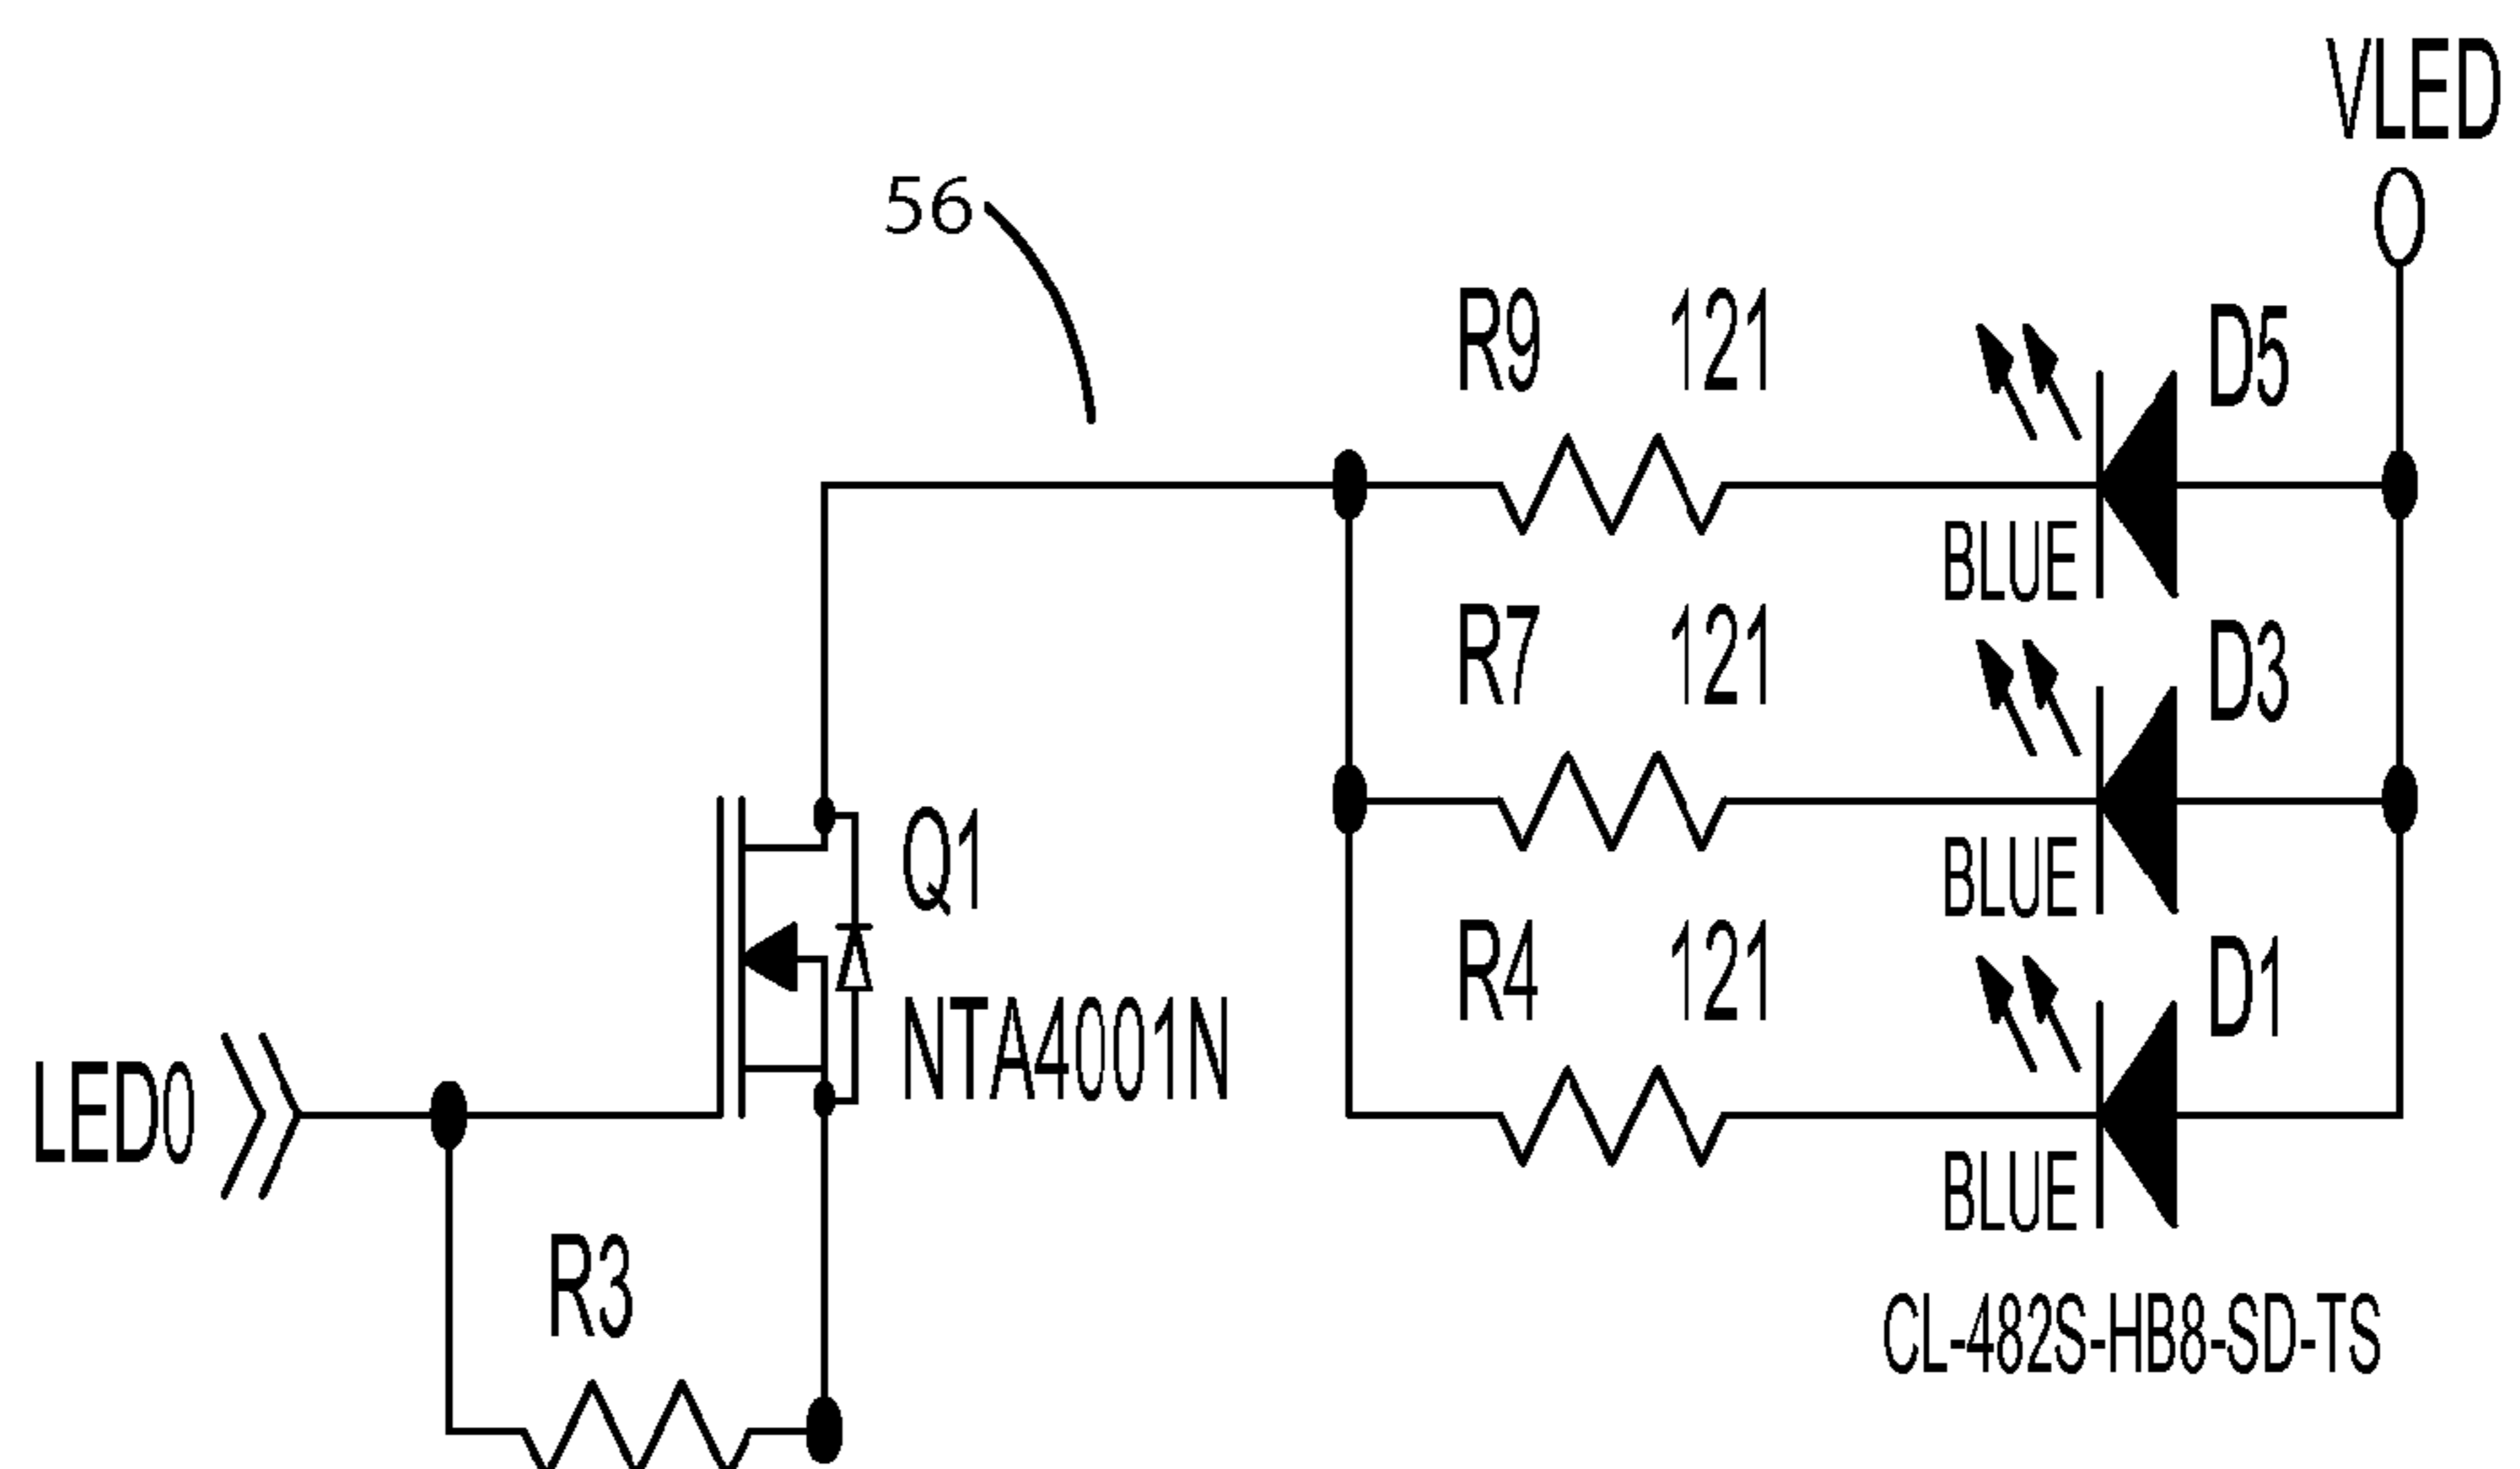 VLED
56
R9 121
D5
BLUE
R7 121
D3
BLUE
Q1
R4 121
D1
NTA4001N
LED0
BLUE
R3
CL-482S-HB8-SD-TS